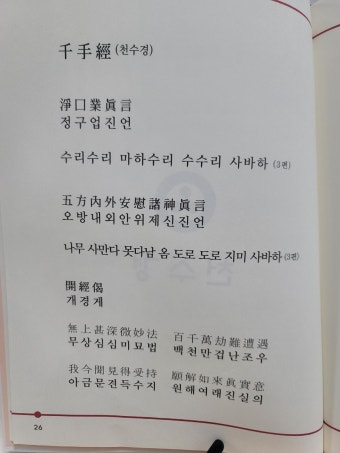 千手經 (천수경)
淨口業眞言
정구업진언
수리수리 마하수리 수수리 사바하 (3편)
五方內外安慰諸神眞言
오방내외안위제신진언
나무 사만다 못다남 옴 도로 도로 지미 사바하 (3편)
開經偈
개경게
無上甚深微妙法 百千萬劫難遭遇
무상심심미묘법 백천만겁난조우
我今聞見得受持 願解如來眞實意
아금문견득수지 원해여래진실의
26